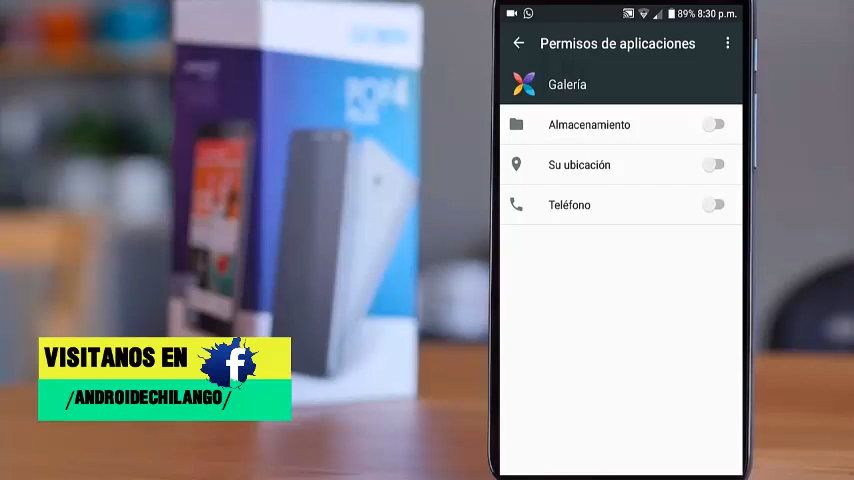 89% 8:30 p.m.
Permisos de aplicaciones
Galería
Almacenamiento
Su ubicación
Teléfono
VISITANOS EN f
/ANDROIDECHILANGO/